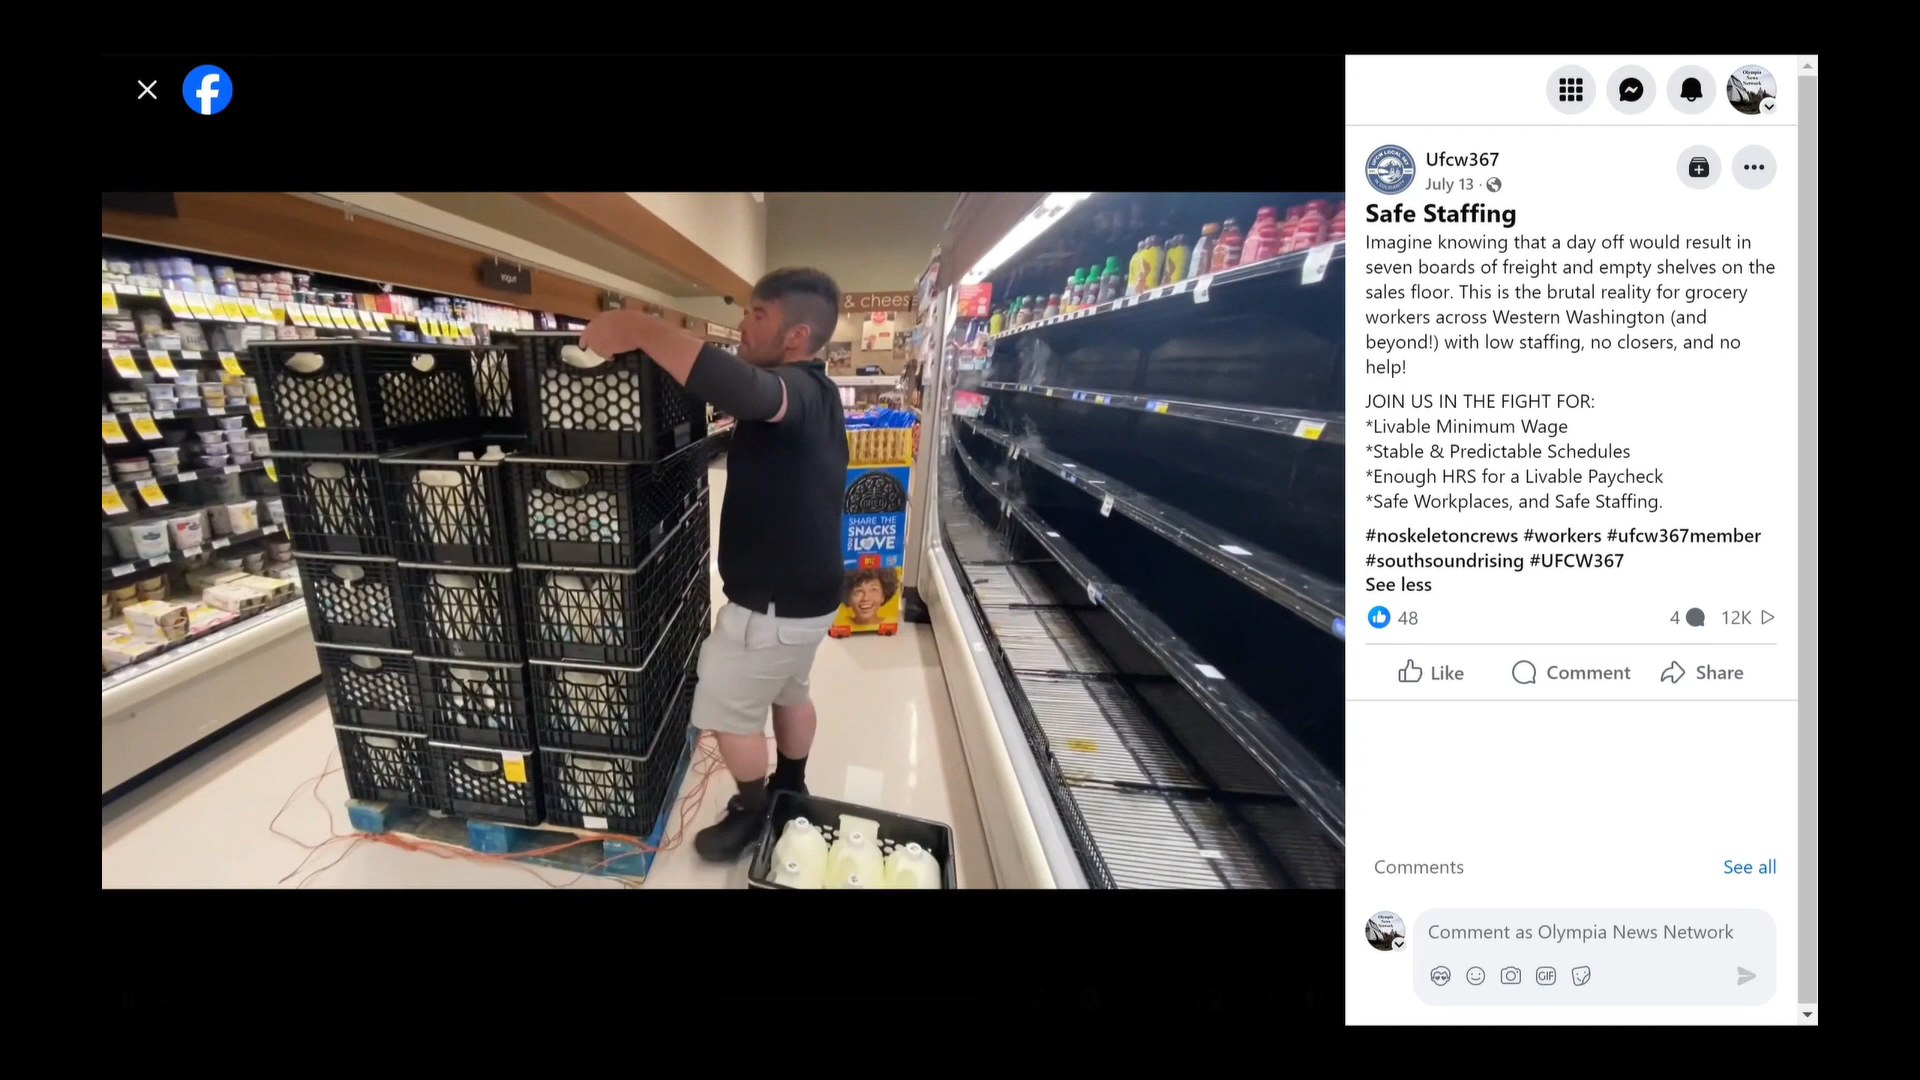 Ufcw367
July 13 ·
Safe Staffing
Imagine knowing that a day off would result in
seven boards of freight and empty shelves on the
sales floor. This is the brutal reality for grocery
workers across Western Washington (and
beyond!) with low staffing, no closers, and no
help!
JOIN US IN THE FIGHT FOR:
*Livable Minimum Wage
*Stable & Predictable Schedules
*Enough HRS for a Livable Paycheck
*Safe Workplaces, and Safe Staffing.
#noskeletoncrews #workers #ufcw367member
#southsoundrising #UFCW367
See less
48
4
12K
Like
Comment
Share
Comments
See all
Comment as Olympia News Network
GIF
yogurt
& cheese
SHARE THE
SNACKS
YOU LOVE